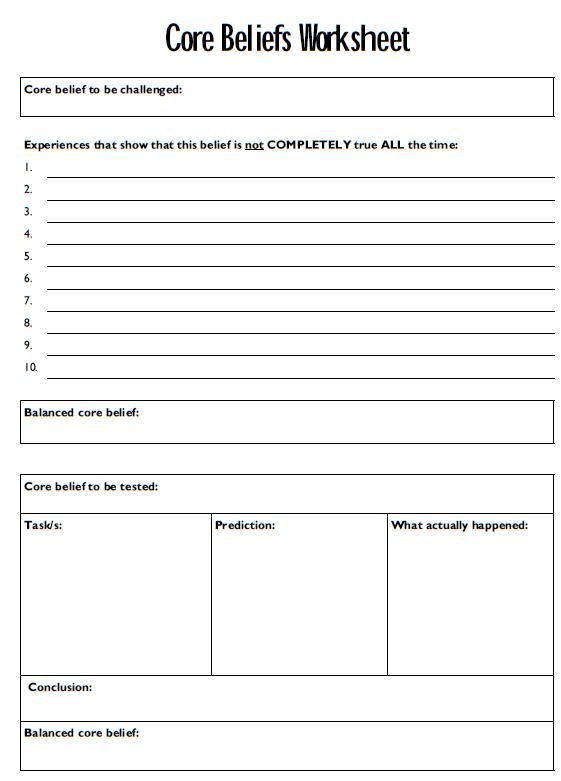 Core Beliefs Worksheet
Core belief to be challenged:
Experiences that show that this belief is not COMPLETELY true ALL the time:
1.
2.
3.
4.
5.
6.
7.
8.
9.
10.
Balanced core belief:
Core belief to be tested:
Task/s:
Prediction:
What actually happened:
Conclusion:
Balanced core belief: